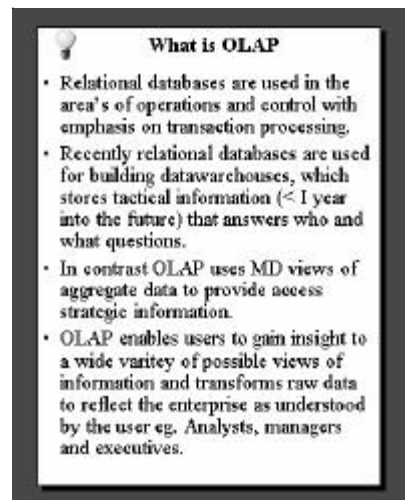 What is OLAP
• Relational databases are used in the
area's of operations and control with
emphasis on transaction processing.
• Recently relational databases are used
for building datawarehouses, which
stores tactical information (< 1 year
into the future) that answers who and
what questions.
• In contrast OLAP uses MD views of
aggregate data to provide access
strategic information.
• OLAP enables users to gain insight to
a wide varitey of possible views of
information and transforms raw data
to reflect the enterprise as understood
by the user eg. Analysts, managers
and executives.